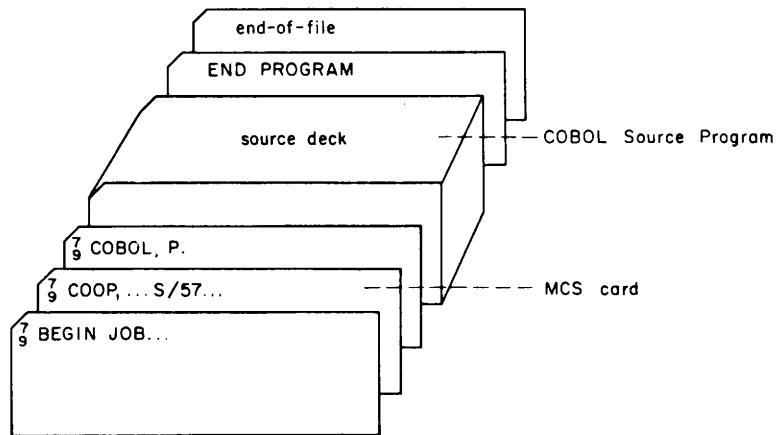 end-of-file
END PROGRAM
source deck
COBOL Source Program
7
9 COBOL, P.
7
9 COOP, ...S/57...
MCS card
7
9 BEGIN JOB...